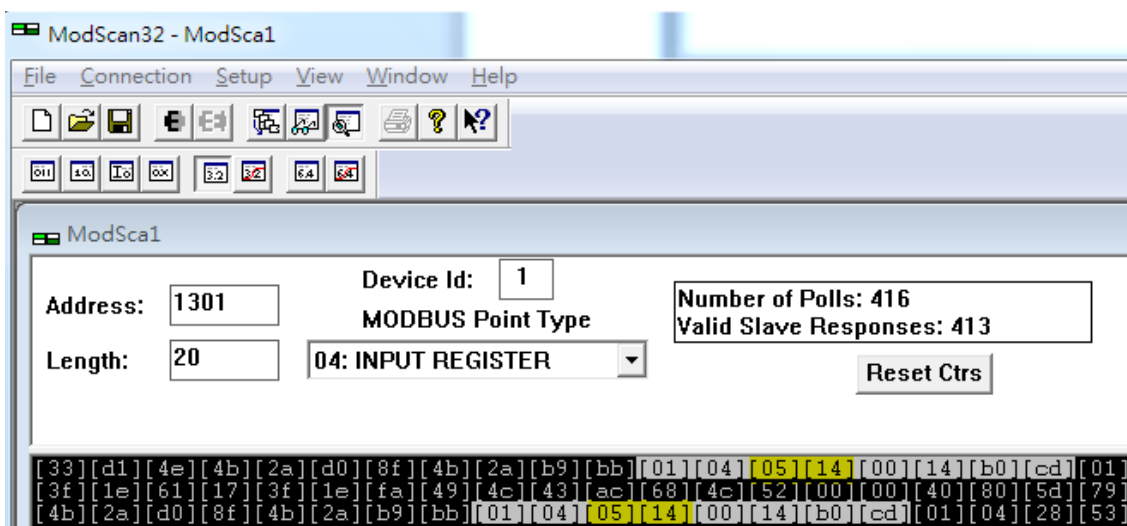 ModScan32 - ModSca1
File Connection Setup View Window Help
ModSca1
Address: 1301
Device Id: 1
Number of Polls: 416
Valid Slave Responses: 413
MODBUS Point Type
Length: 20
04: INPUT REGISTER
Reset Ctrs
[33][d1][4e][4b][2a][d0][8f][4b][2a][b9][bb][01][04][05][14][00][14][b0][cd][01]
[3f][1e][61][17][3f][1e][fa][49][4c][43][ac][68][4c][52][00][00][40][80][5d][79]
[4b][2a][d0][8f][4b][2a][b9][bb][01][04][05][14][00][14][b0][cd][01][04][28][53]